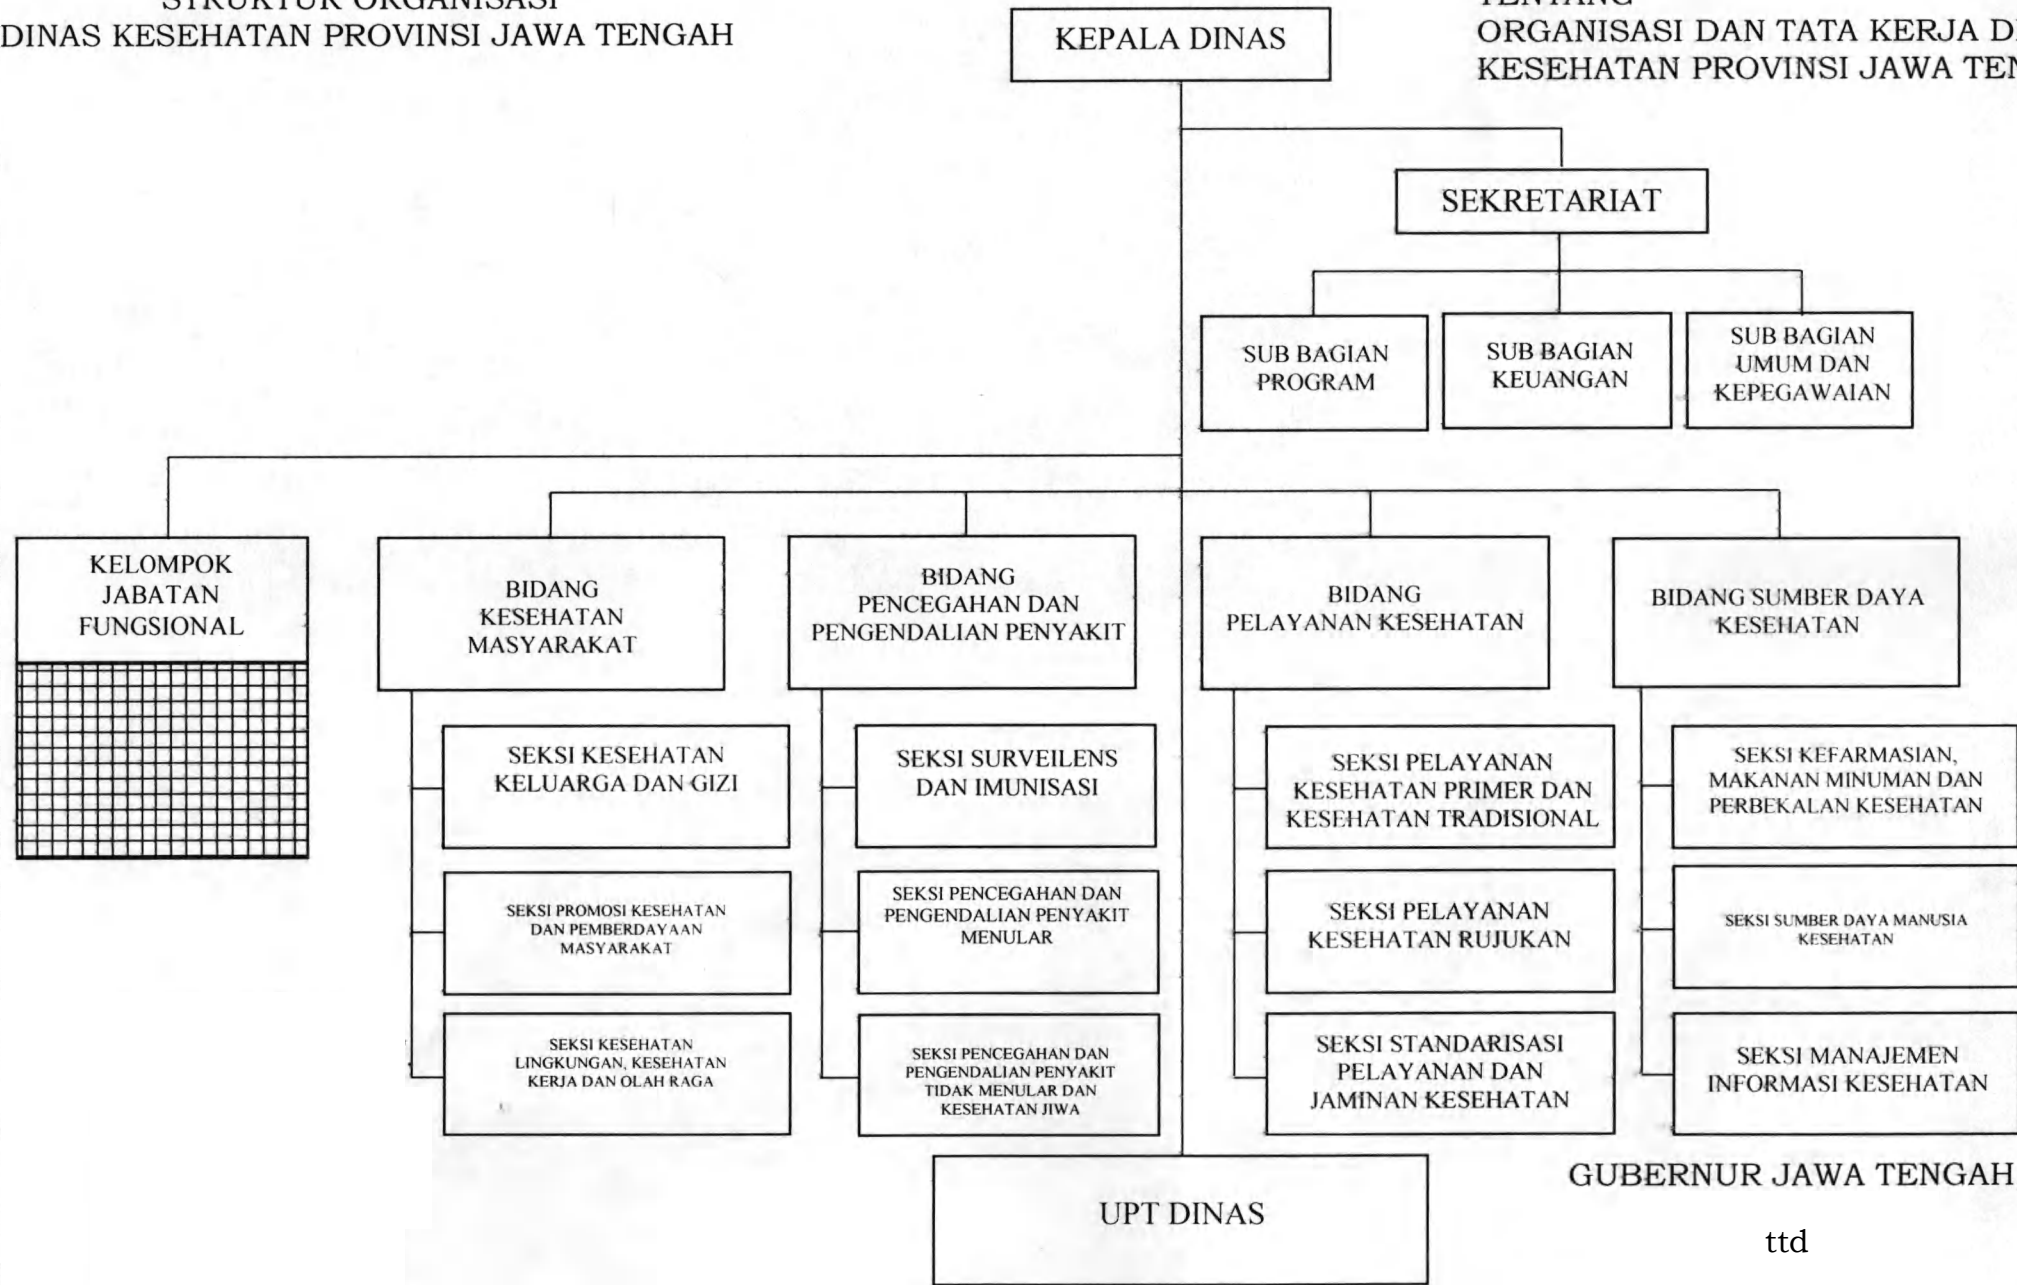 STRUKTUR ORGANISASI
DINAS KESEHATAN PROVINSI JAWA TENGAH
TENTANG
ORGANISASI DAN TATA KERJA
KESEHATAN PROVINSI JAWA
KEPALA DINAS
SEKRETARIAT
SUB BAGIAN
PROGRAM
SUB BAGIAN
KEUANGAN
SUB BAGIAN
UMUM DAN
KEPEGAWAIAN
KELOMPOK
JABATAN
FUNGSIONAL
BIDANG
KESEHATAN
MASYARAKAT
BIDANG
PENCEGAHAN DAN
PENGENDALIAN PENYAKIT
BIDANG
PELAYANAN KESEHATAN
BIDANG SUMBER DAYA
KESEHATAN
SEKSI KESEHATAN
KELUARGA DAN GIZI
SEKSI PROMOSI KESEHATAN
DAN PEMBERDAYAAN
MASYARAKAT
SEKSI KESEHATAN
LINGKUNGAN, KESEHATAN
KERJA DAN OLAH RAGA
SEKSI SURVEILENS
DAN IMUNISASI
SEKSI PENCEGAHAN DAN
PENGENDALIAN PENYAKIT
MENULAR
SEKSI PENCEGAHAN DAN
PENGENDALIAN PENYAKIT
TIDAK MENULAR DAN
KESEHATAN JIWA
SEKSI PELAYANAN
KESEHATAN PRIMER DAN
KESEHATAN TRADISIONAL
SEKSI PELAYANAN
KESEHATAN RUJUKAN
SEKSI STANDARISASI
PELAYANAN DAN
JAMINAN KESEHATAN
SEKSI KEFARMASIAN,
MAKANAN MINUMAN DAN
PERBEKALAN KESEHATAN
SEKSI SUMBER DAYA MANUSIA
KESEHATAN
SEKSI MANAJEMEN
INFORMASI KESEHATAN
UPT DINAS
GUBERNUR JAWA TENGAH
ttd